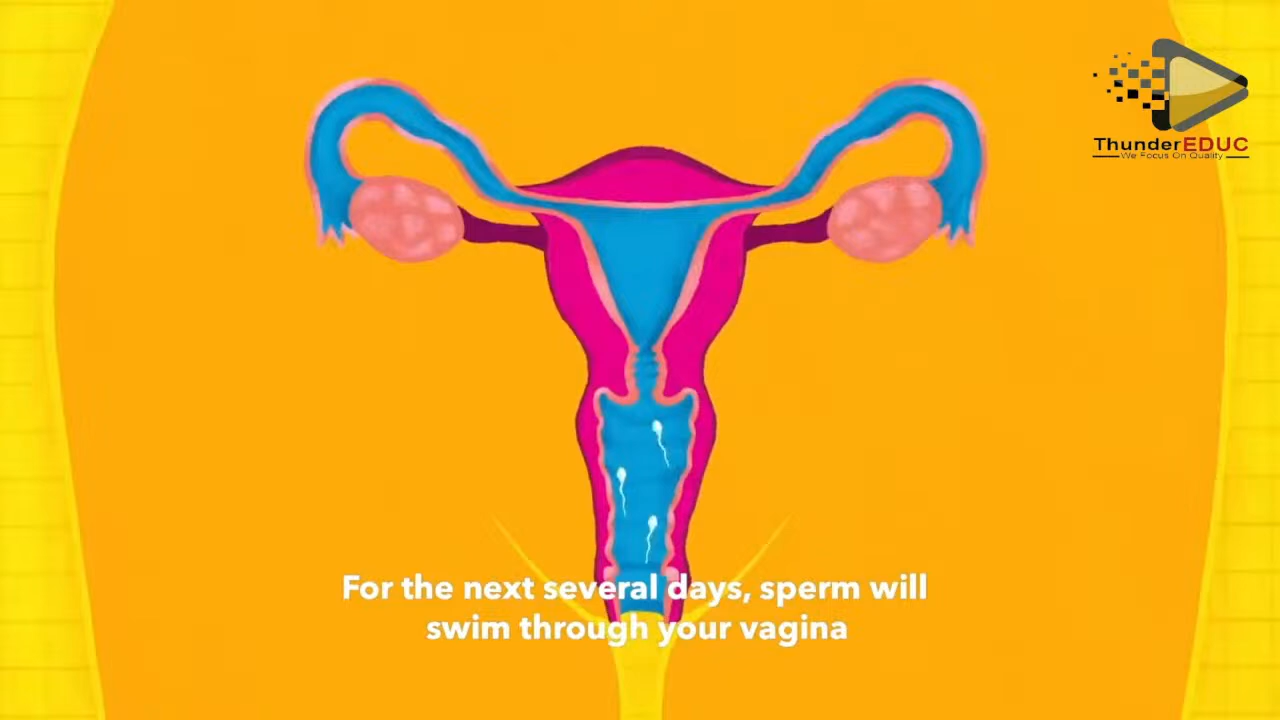 ThunderEDUC
We Focus On Quality
For the next several days, sperm will
swim through your vagina